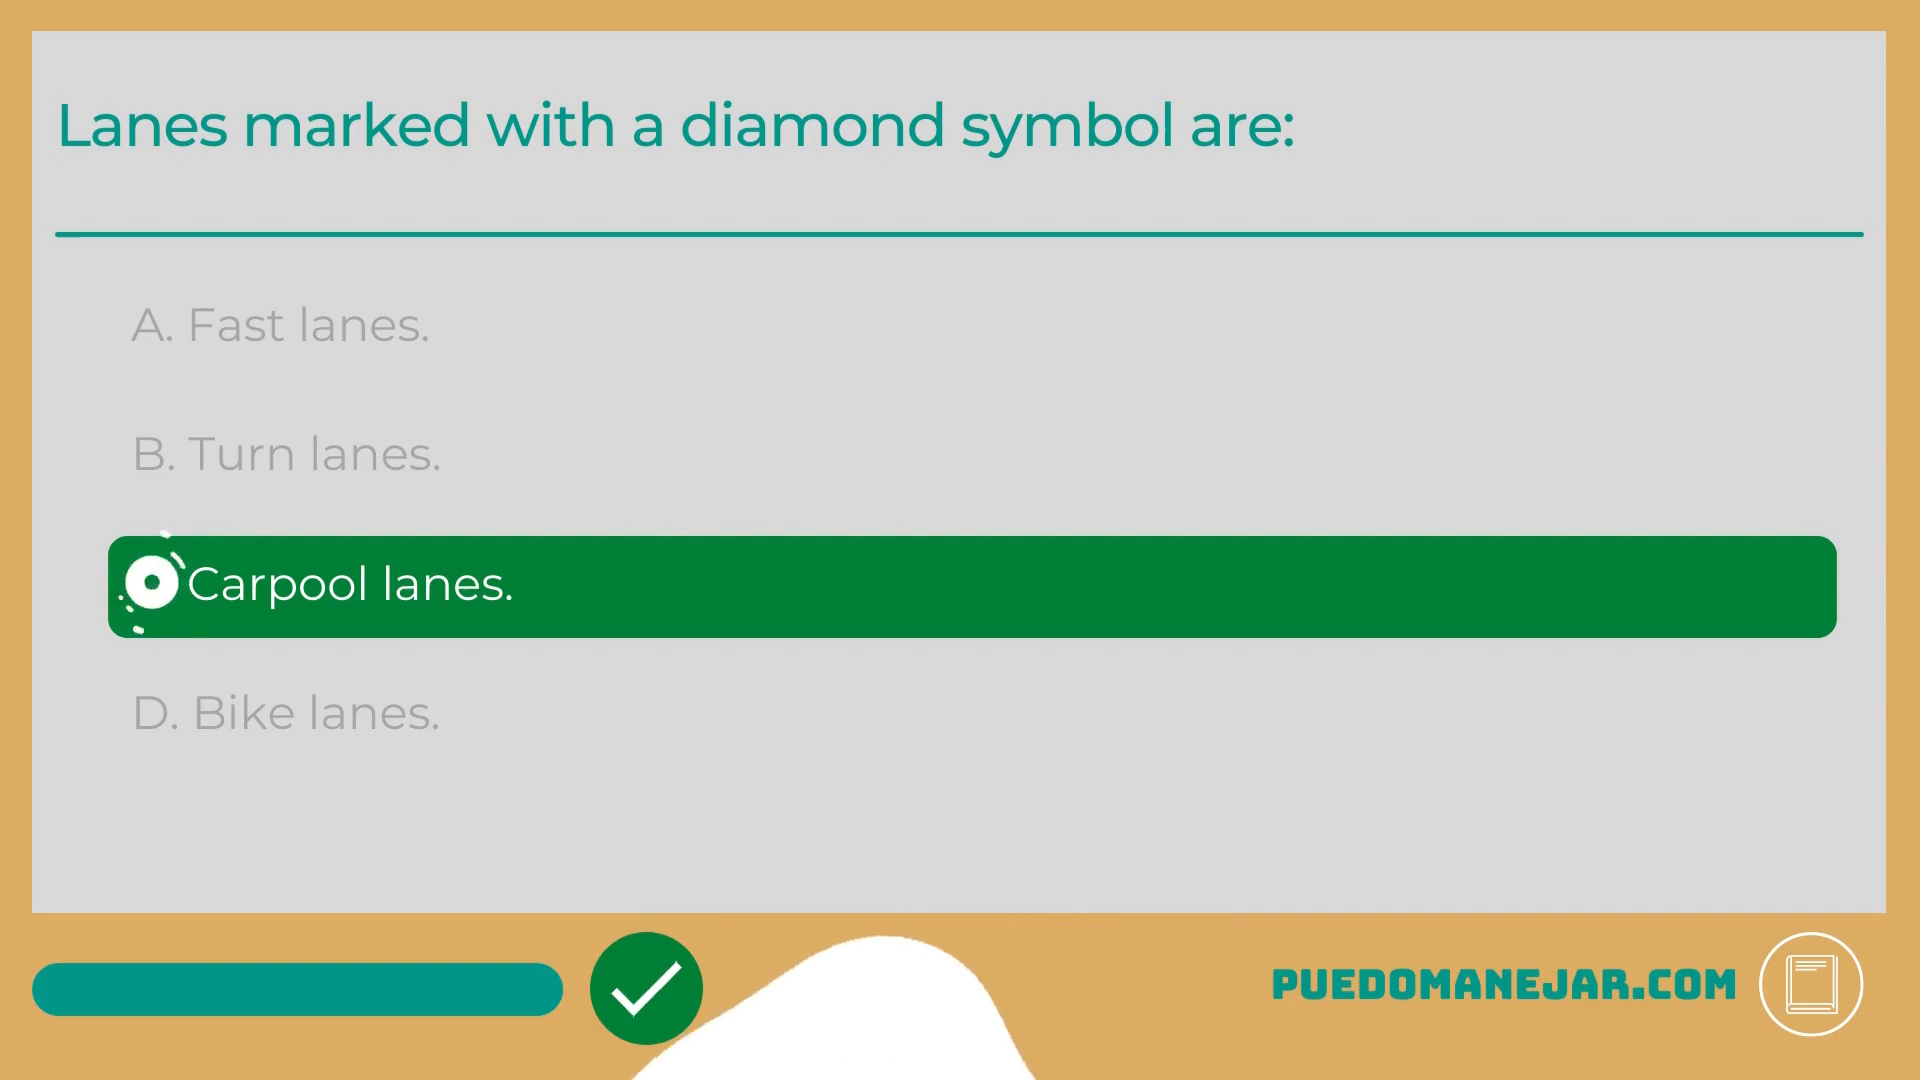 Lanes marked with a diamond symbol are:
A. Fast lanes.
B. Turn lanes.
Carpool lanes.
D. Bike lanes.
PUEDOMANEJAR.COM